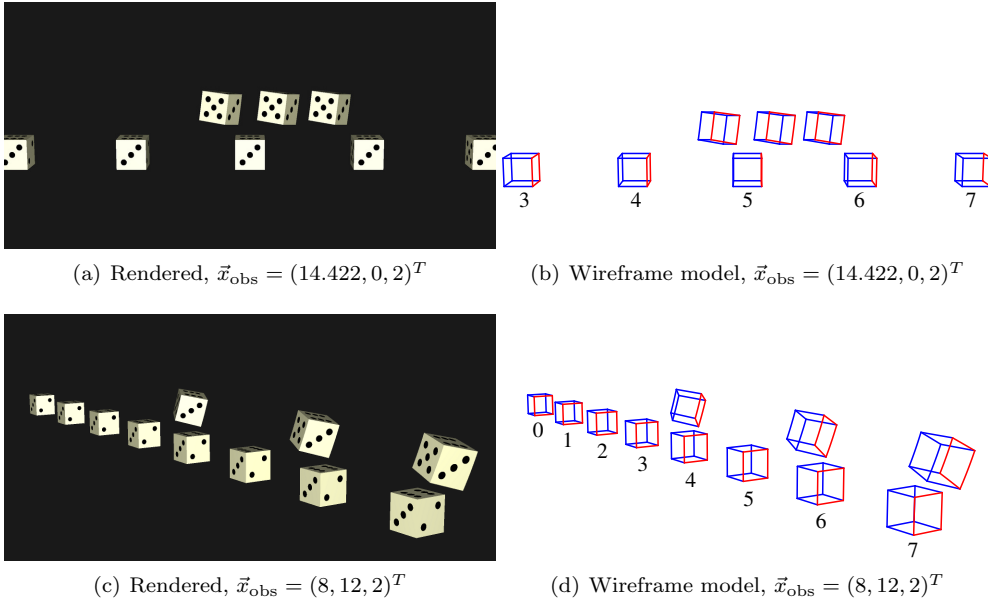 3 4 5 6 7
(a) Rendered, $\vec{x}_{\text{obs}} = (14.422, 0, 2)^T$
(b) Wireframe model, $\vec{x}_{\text{obs}} = (14.422, 0, 2)^T$
0 1 2 3 4 5 6 7
(c) Rendered, $\vec{x}_{\text{obs}} = (8, 12, 2)^T$
(d) Wireframe model, $\vec{x}_{\text{obs}} = (8, 12, 2)^T$